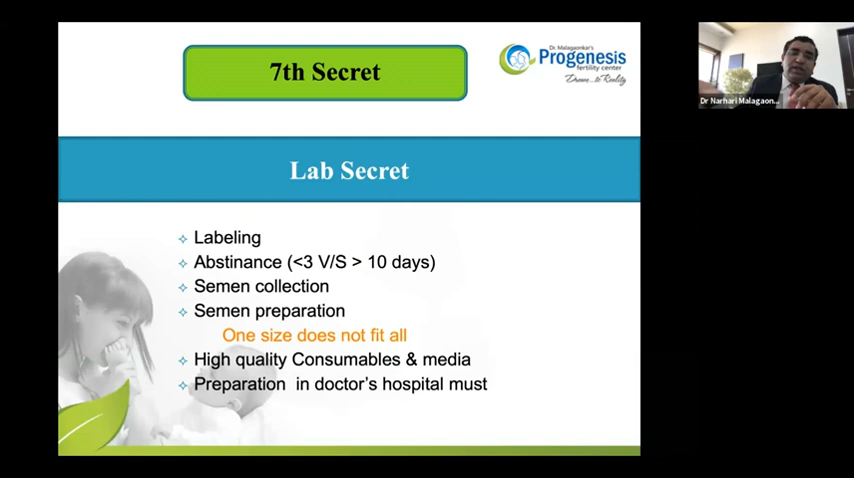 7th Secret
Dr. Malagaonkar's
Progenesis
fertility center
Dream...to Reality
Dr Narhari Malagaon...
Lab Secret
Labeling
Abstinance (<3 V/S > 10 days)
Semen collection
Semen preparation
One size does not fit all
High quality Consumables & media
Preparation in doctor's hospital must